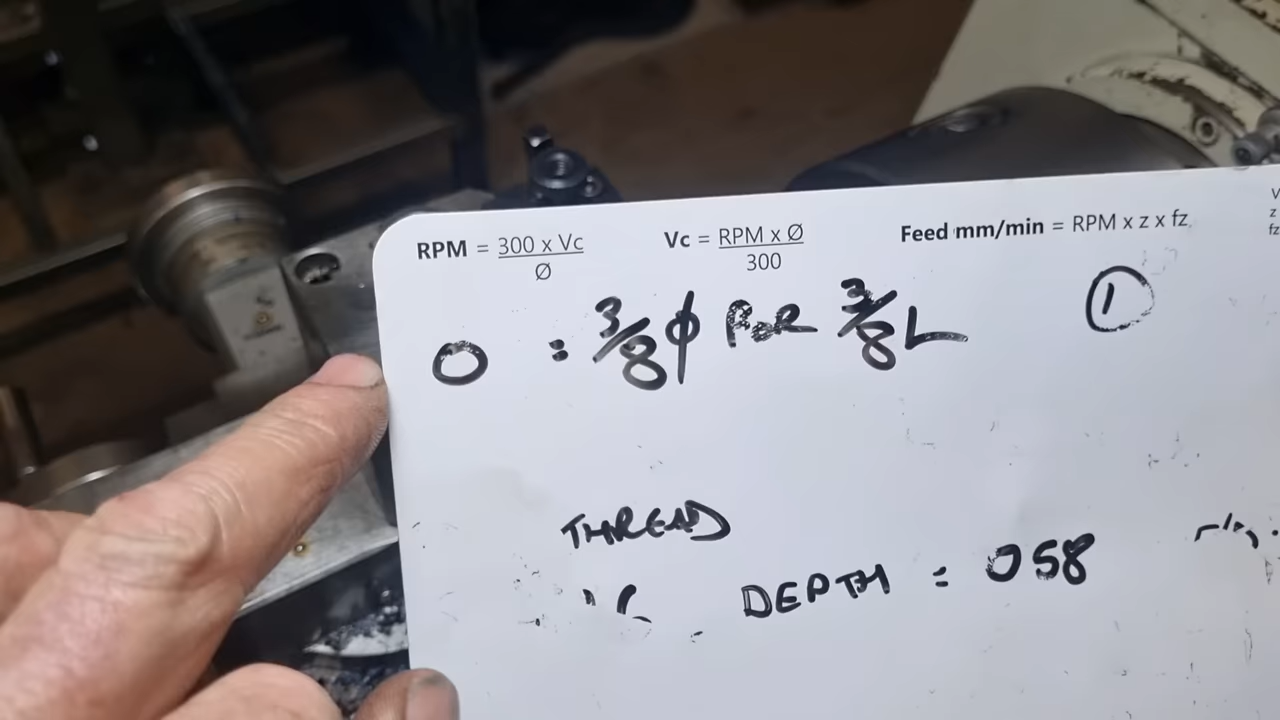 RPM = 300 x Vc / Ø
Vc = RPM x Ø / 300
Feed mm/min = RPM x z x fz
V
z
fz
O = 3/8 ϕ FOR 3/8 L
1
THREAD
DEPTH = 058